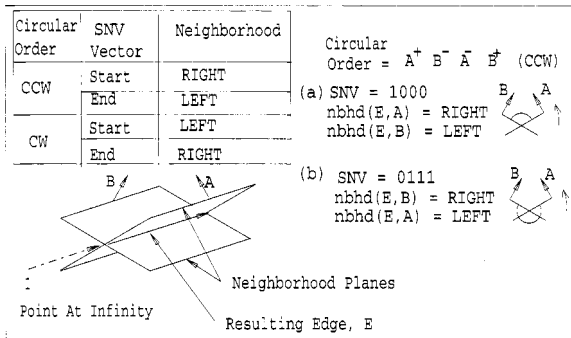 Circular Order
SNV Vector
Neighborhood
CCW
Start
RIGHT
End
LEFT
CW
Start
LEFT
End
RIGHT
Circular
Order = A+ B- A- B+ (CCW)
(a) SNV = 1000
nbhd(E,A) = RIGHT
nbhd(E,B) = LEFT
B A
(b) SNV = 0111
nbhd(E,B) = RIGHT
nbhd(E,A) = LEFT
B A
B
A
Neighborhood Planes
Point At Infinity
Resulting Edge, E